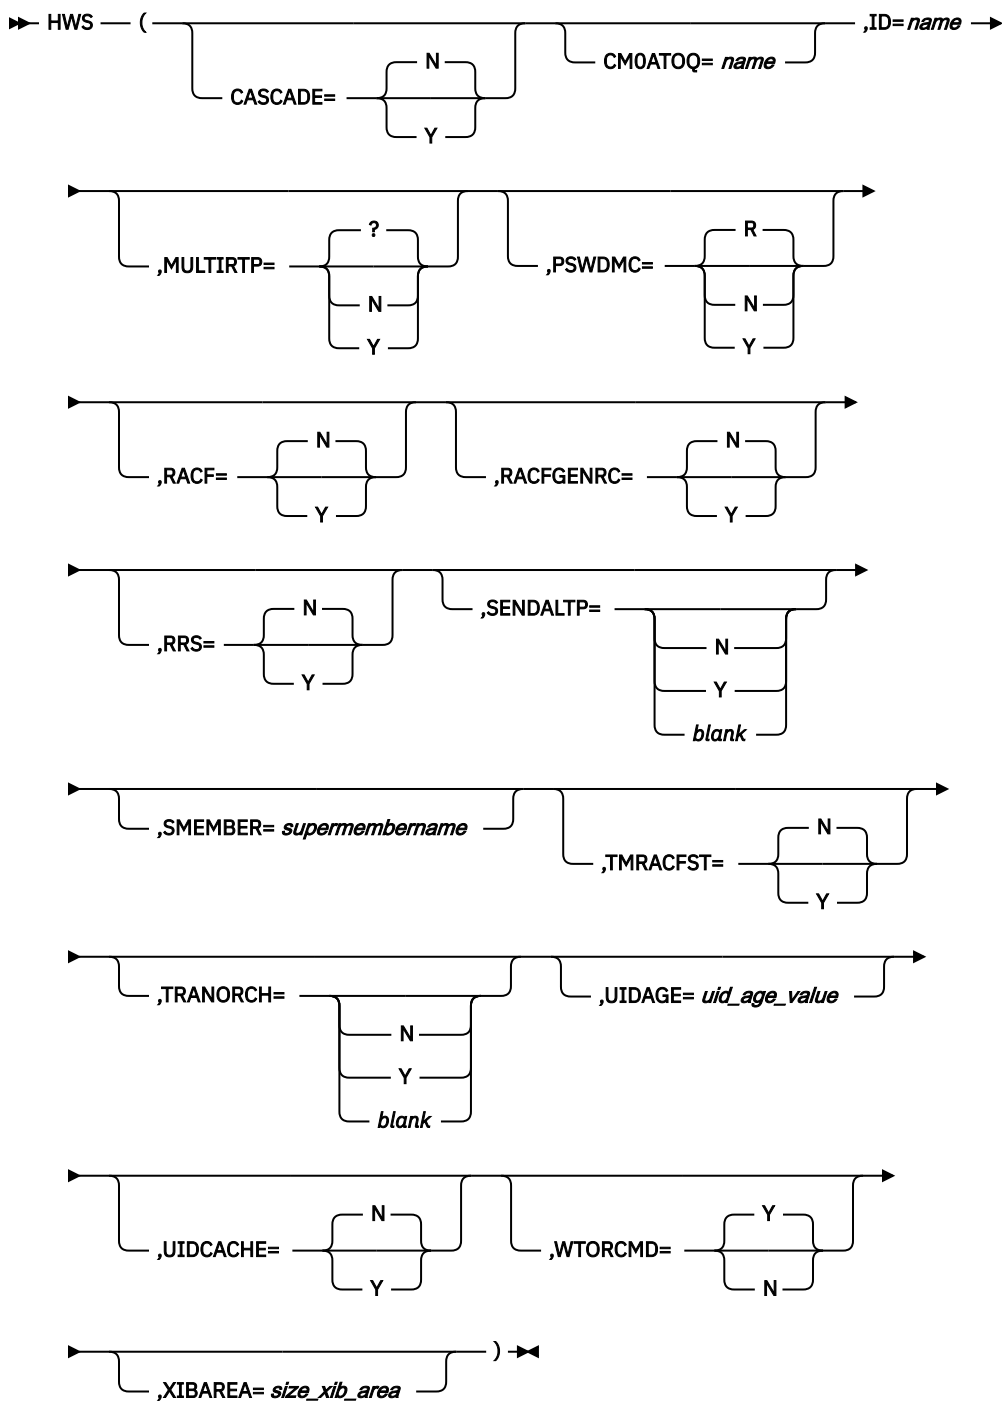 HWS ( ,ID= name
N
CM0ATOQ= name
CASCADE=
Y
? R
,MULTIRTP= ,PSWDMC=
N N
Y Y
N N
,RACF= ,RACFGENRC=
Y Y
N ,SENDALTP=
,RRS= N
Y Y
blank
,SMEMBER= supermembername N
,TMRACFST=
Y
,TRANORCH= ,UIDAGE= uid_age_value
N
Y
blank
N Y
,UIDCACHE= ,WTORCMD=
Y N
)
,XIBAREA= size_xib_area